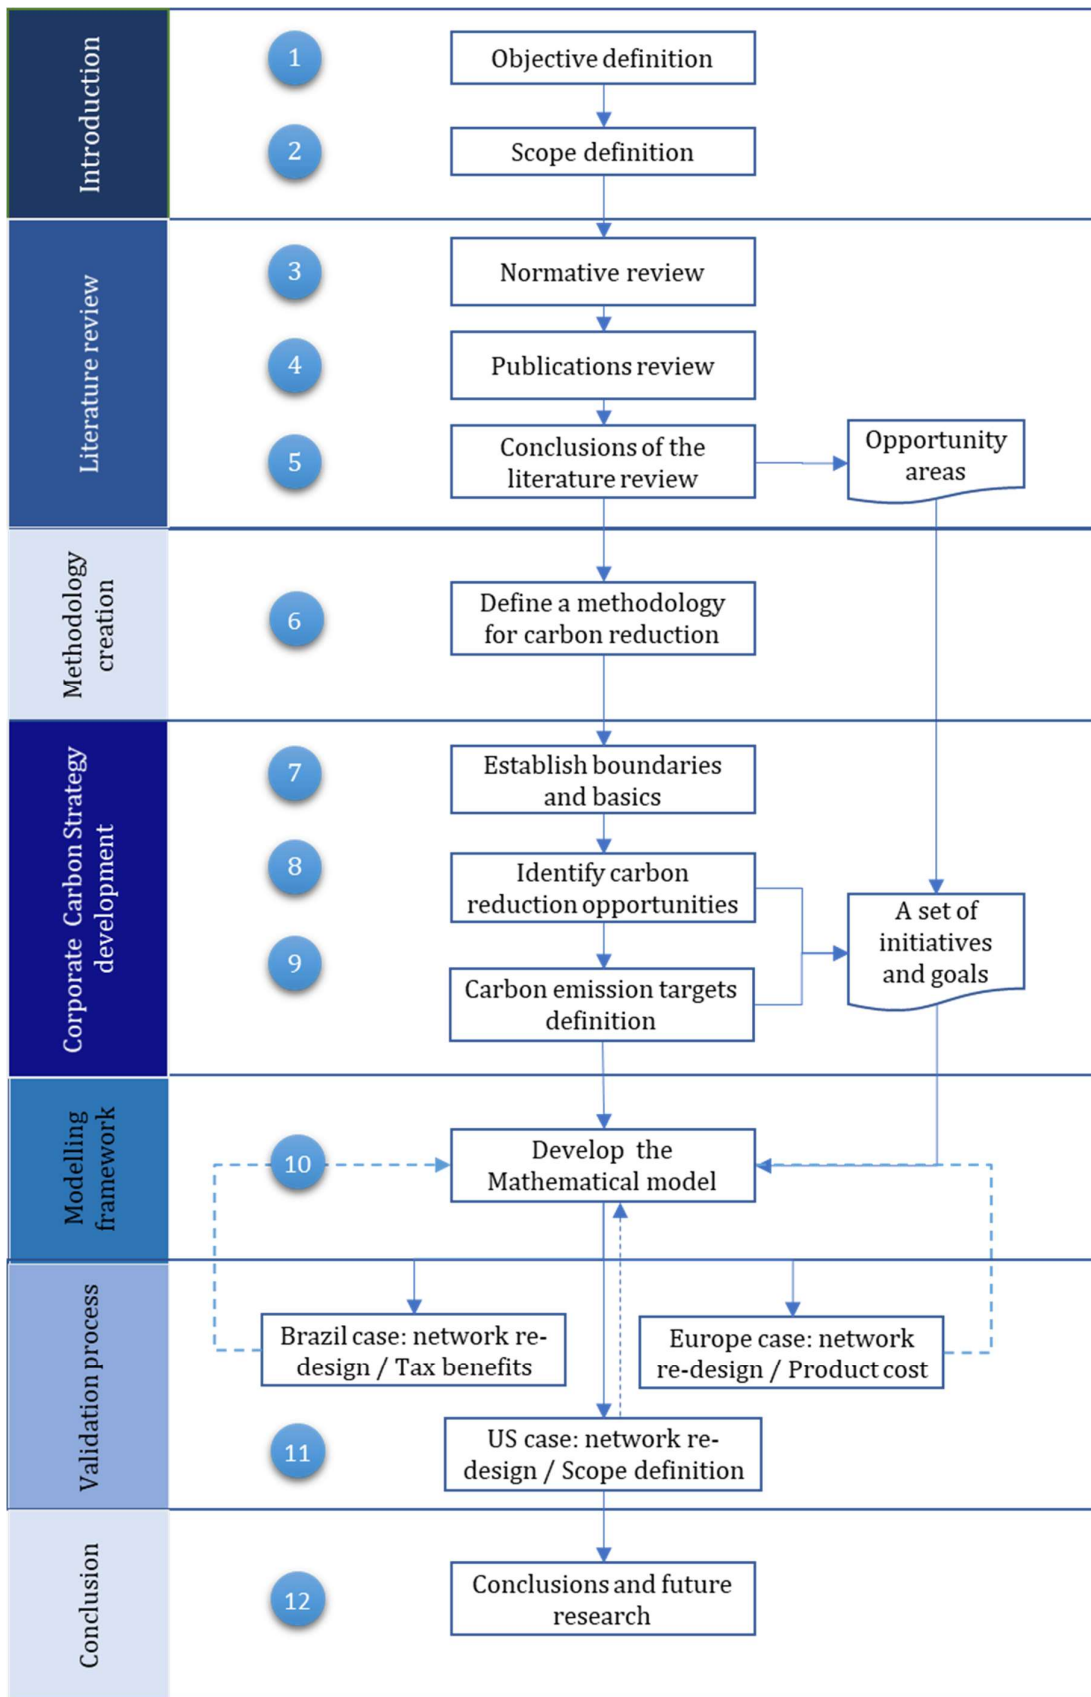 Introduction
1
Objective definition
2
Scope definition
Literature review
3
Normative review
4
Publications review
5
Conclusions of the
literature review
Opportunity
areas
Methodology
creation
6
Define a methodology
for carbon reduction
Corporate Carbon Strategy
development
7
Establish boundaries
and basics
8
Identify carbon
reduction opportunities
9
Carbon emission targets
definition
A set of
initiatives
and goals
Modelling
framework
10
Develop the
Mathematical model
Validation process
Brazil case: network re-
design / Tax benefits
Europe case: network
re-design / Product cost
11
US case: network re-
design / Scope definition
Conclusion
12
Conclusions and future
research